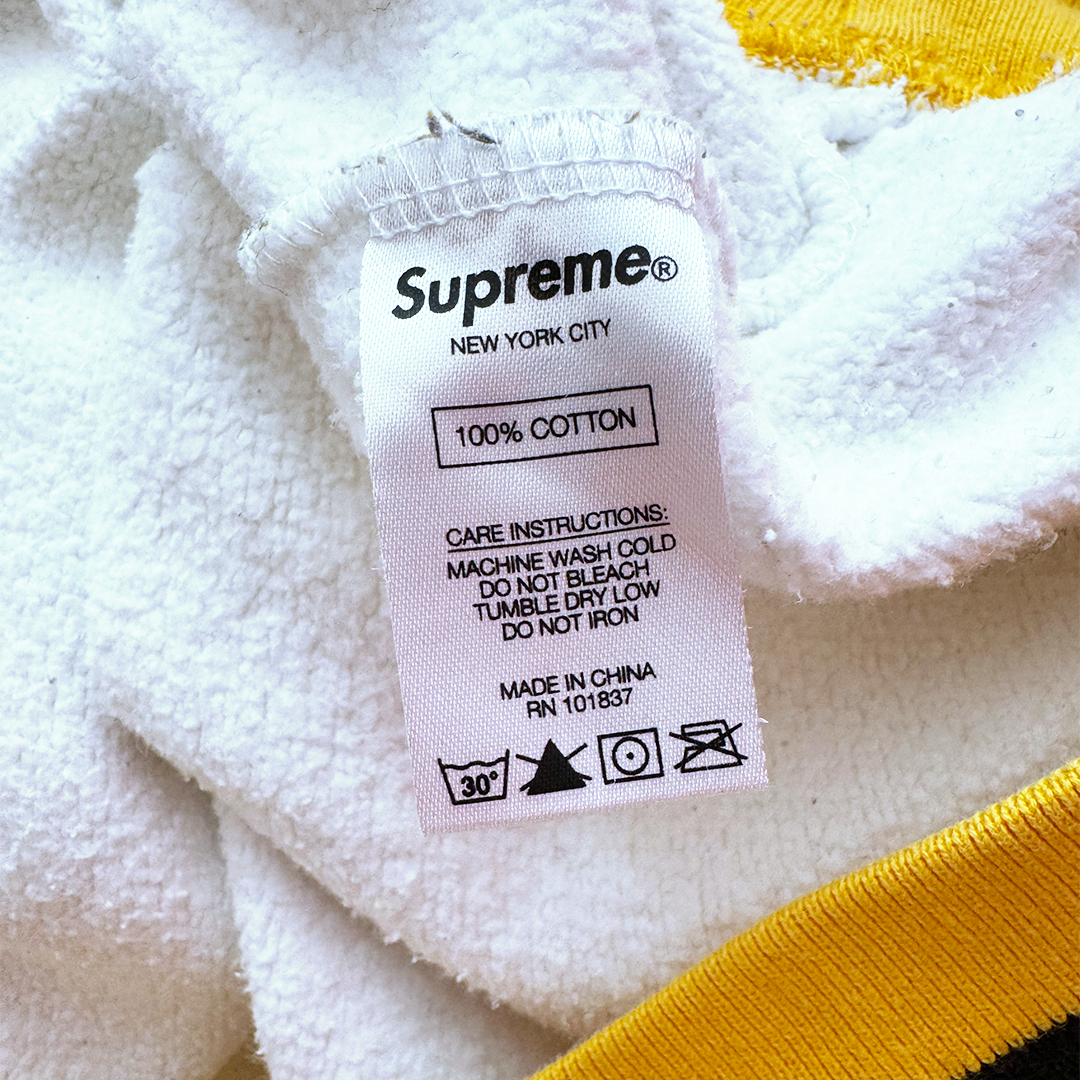 Supreme®
NEW YORK CITY
100% COTTON
CARE INSTRUCTIONS:
MACHINE WASH COLD
DO NOT BLEACH
TUMBLE DRY LOW
DO NOT IRON
MADE IN CHINA
RN 101837
30°